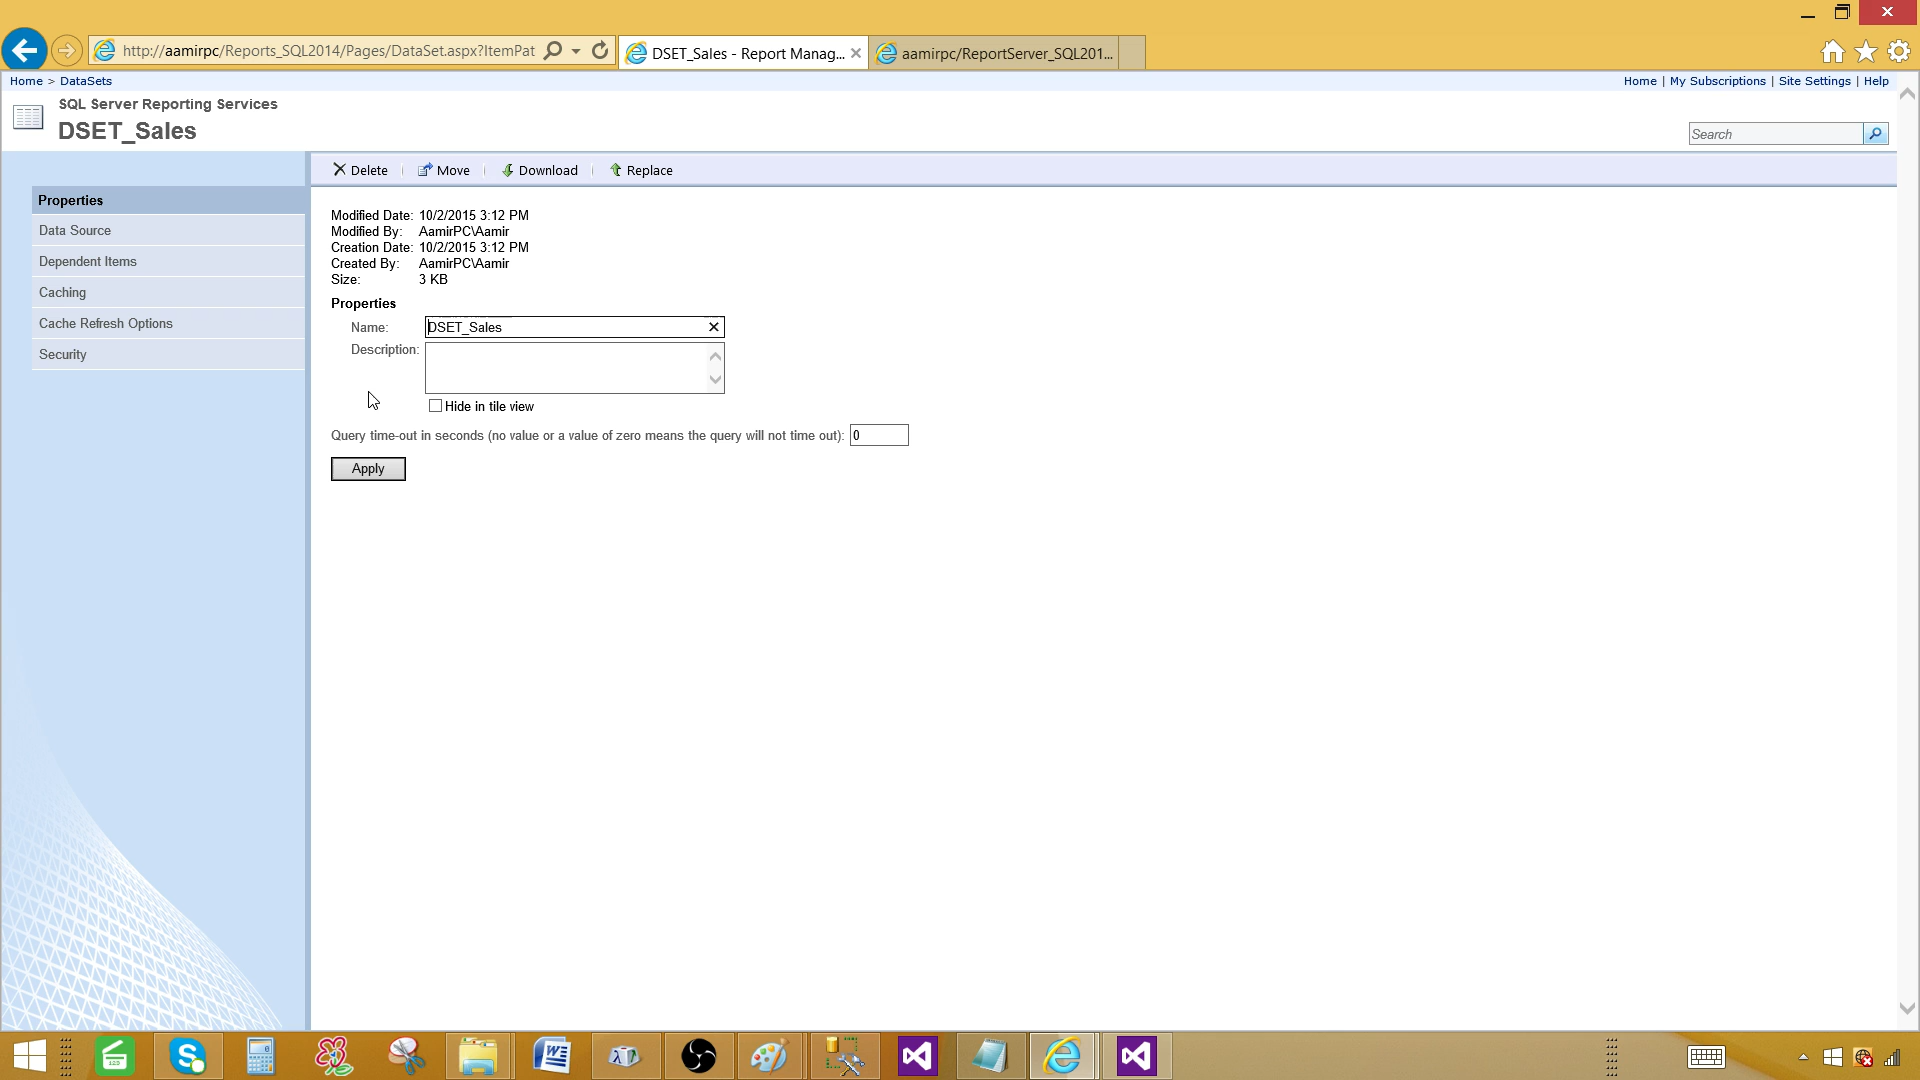 http://aamirpc/Reports_SQL2014/Pages/DataSet.aspx?ItemPat
DSET_Sales - Report Manag...
aamirpc/ReportServer_SQL201...
Home > DataSets
Home | My Subscriptions | Site Settings | Help
SQL Server Reporting Services
DSET_Sales
Search
Delete Move Download Replace
Properties
Data Source
Dependent Items
Caching
Cache Refresh Options
Security
Modified Date: 10/2/2015 3:12 PM
Modified By: AamirPC\Aamir
Creation Date: 10/2/2015 3:12 PM
Created By: AamirPC\Aamir
Size: 3 KB
Properties
Name: DSET_Sales
Description:
Hide in tile view
Query time-out in seconds (no value or a value of zero means the query will not time out): 0
Apply